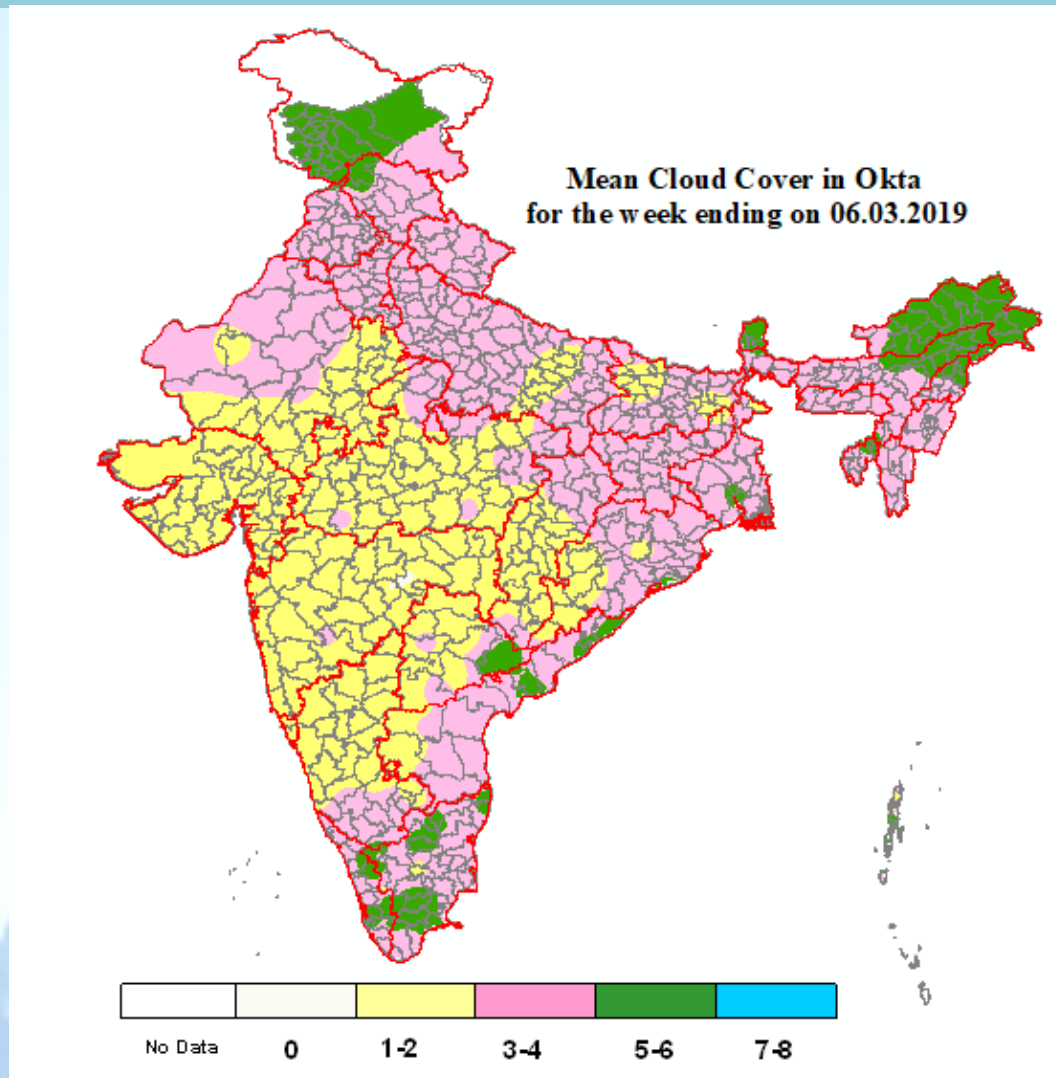 Mean Cloud Cover in Okta
for the week ending on 06.03.2019
No Data 0 1-2 3-4 5-6 7-8